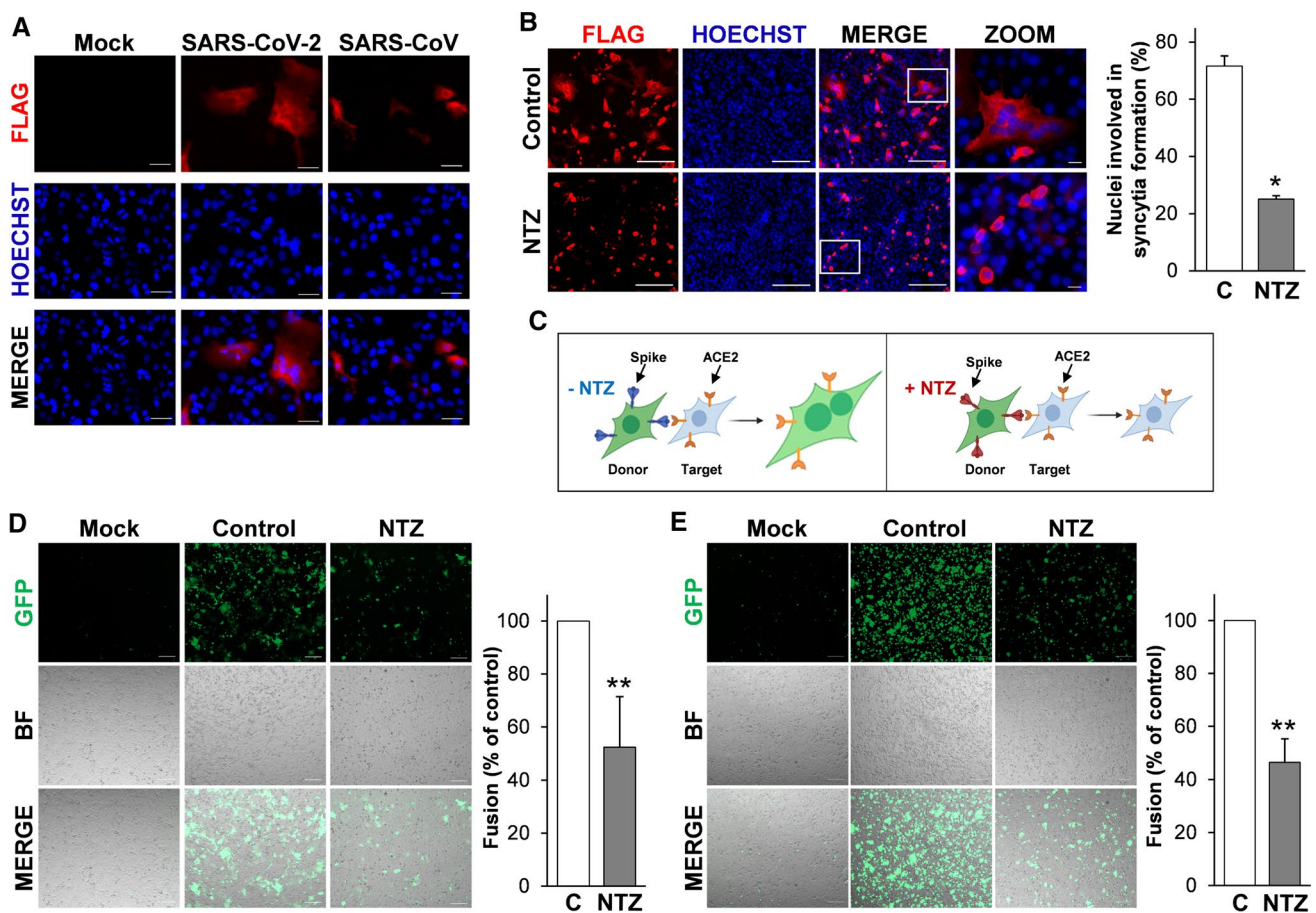 A
Mock SARS-CoV-2 SARS-CoV
FLAG
HOECHST
MERGE
B
FLAG HOECHST MERGE ZOOM
Control
NTZ
Nuclei involved in
syncytia formation (%)
80
60
40
20
0
*
C NTZ
C
- NTZ
Spike
ACE2
Donor Target
+ NTZ
Spike
ACE2
Donor Target
D
Mock Control NTZ
GFP
BF
MERGE
Fusion (% of control)
100
80
60
40
20
0
**
C NTZ
E
Mock Control NTZ
GFP
BF
MERGE
Fusion (% of control)
100
80
60
40
20
0
**
C NTZ